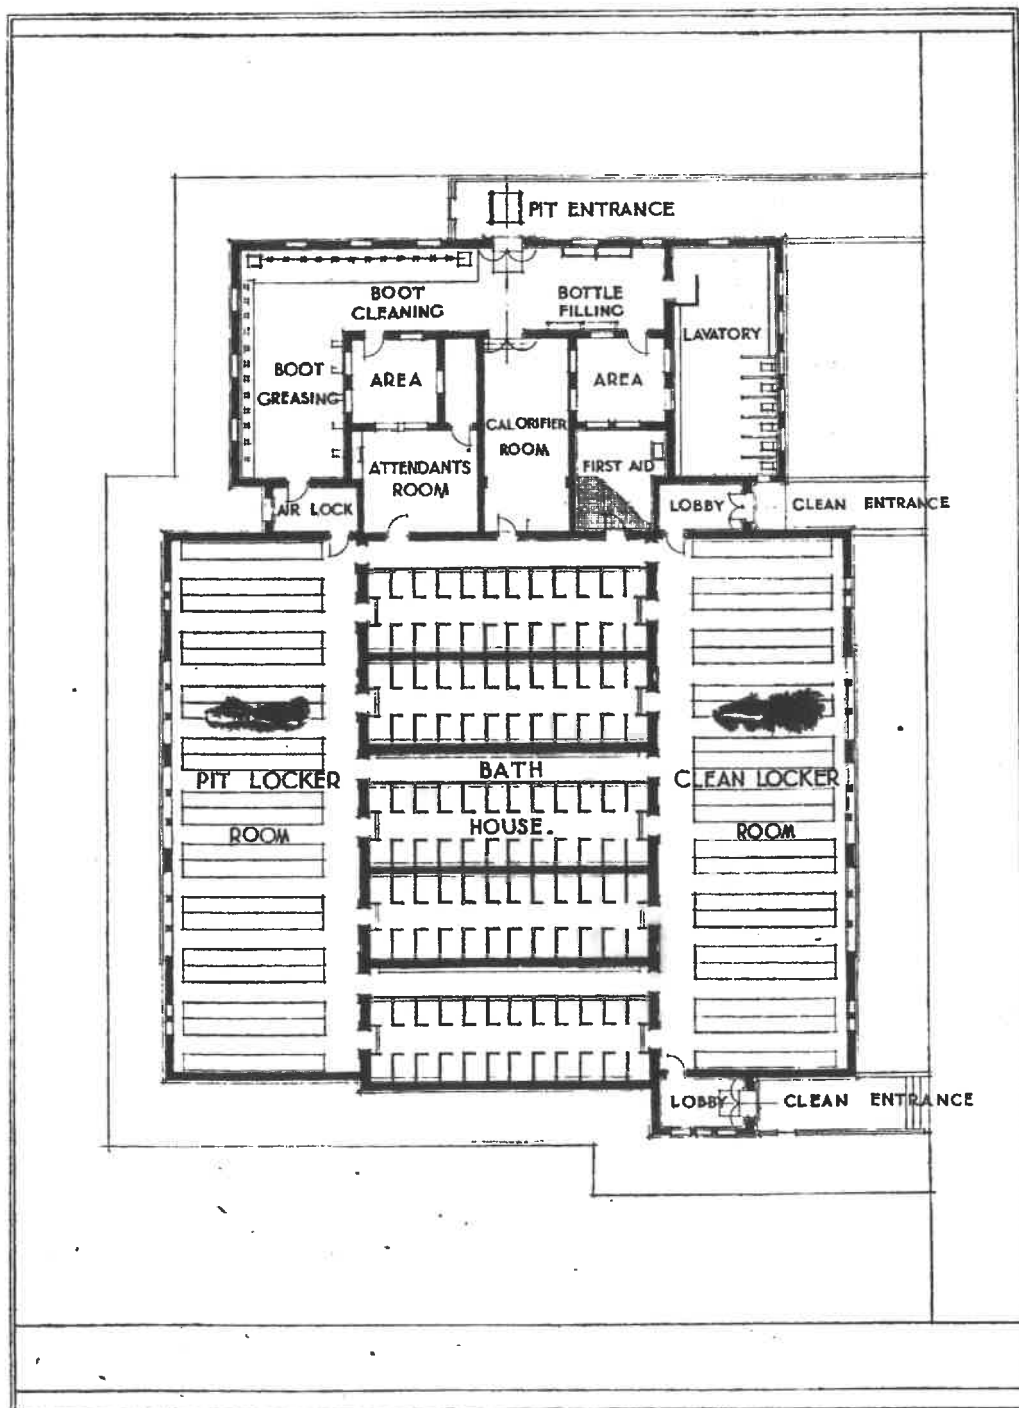 PIT ENTRANCE
BOOT
CLEANING
BOTTLE
FILLING
LAVATORY
BOOT
GREASING
AREA
AREA
CALORIFIER
ROOM
ATTENDANTS
ROOM
FIRST AID
AIR LOCK
LOBBY
CLEAN ENTRANCE
BATH
HOUSE.
PIT LOCKER
ROOM
CLEAN LOCKER
ROOM
LOBBY
CLEAN ENTRANCE